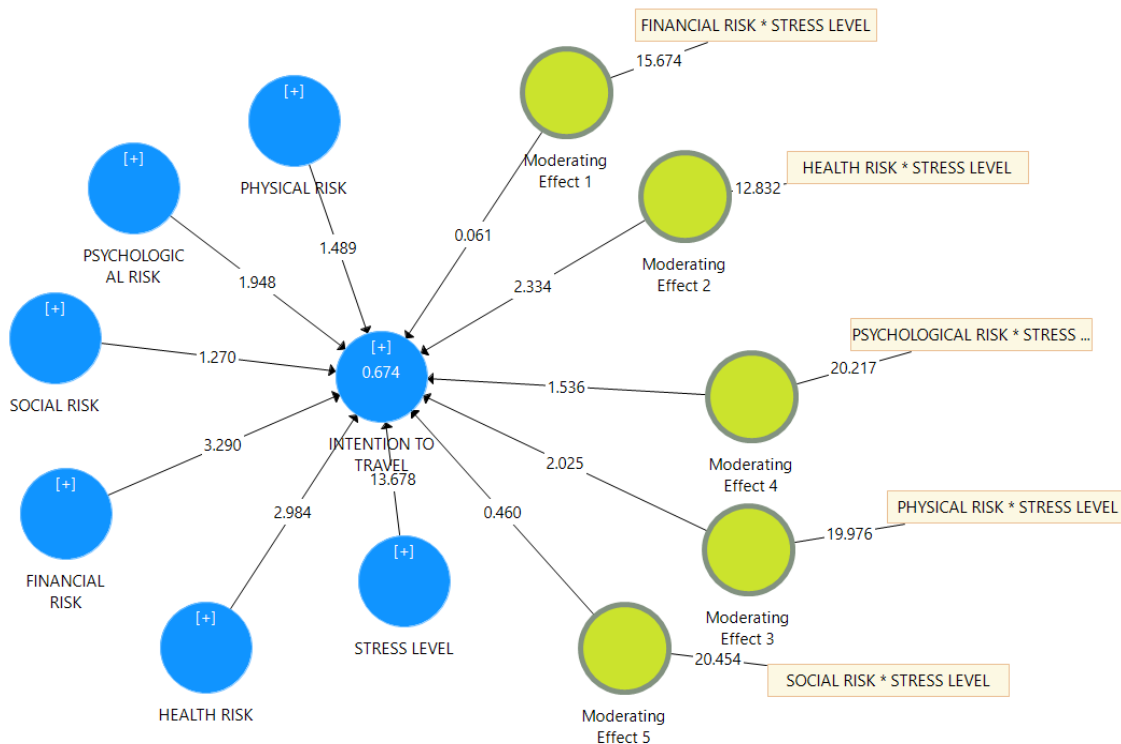 FINANCIAL RISK * STRESS LEVEL
15.674
[+]
PHYSICAL RISK
Moderating
Effect 1
[+]
PSYCHOLOGIC
AL RISK
HEALTH RISK * STRESS LEVEL
12.832
Moderating
Effect 2
1.489
0.061
1.948
2.334
[+]
SOCIAL RISK
1.270
[+]
0.674
INTENTION TO
TRAVEL
PSYCHOLOGICAL RISK * STRESS ...
20.217
1.536
Moderating
Effect 4
3.290
[+]
FINANCIAL
RISK
2.984
13.678
0.460
2.025
PHYSICAL RISK * STRESS LEVEL
19.976
Moderating
Effect 3
[+]
STRESS LEVEL
[+]
HEALTH RISK
20.454
SOCIAL RISK * STRESS LEVEL
Moderating
Effect 5